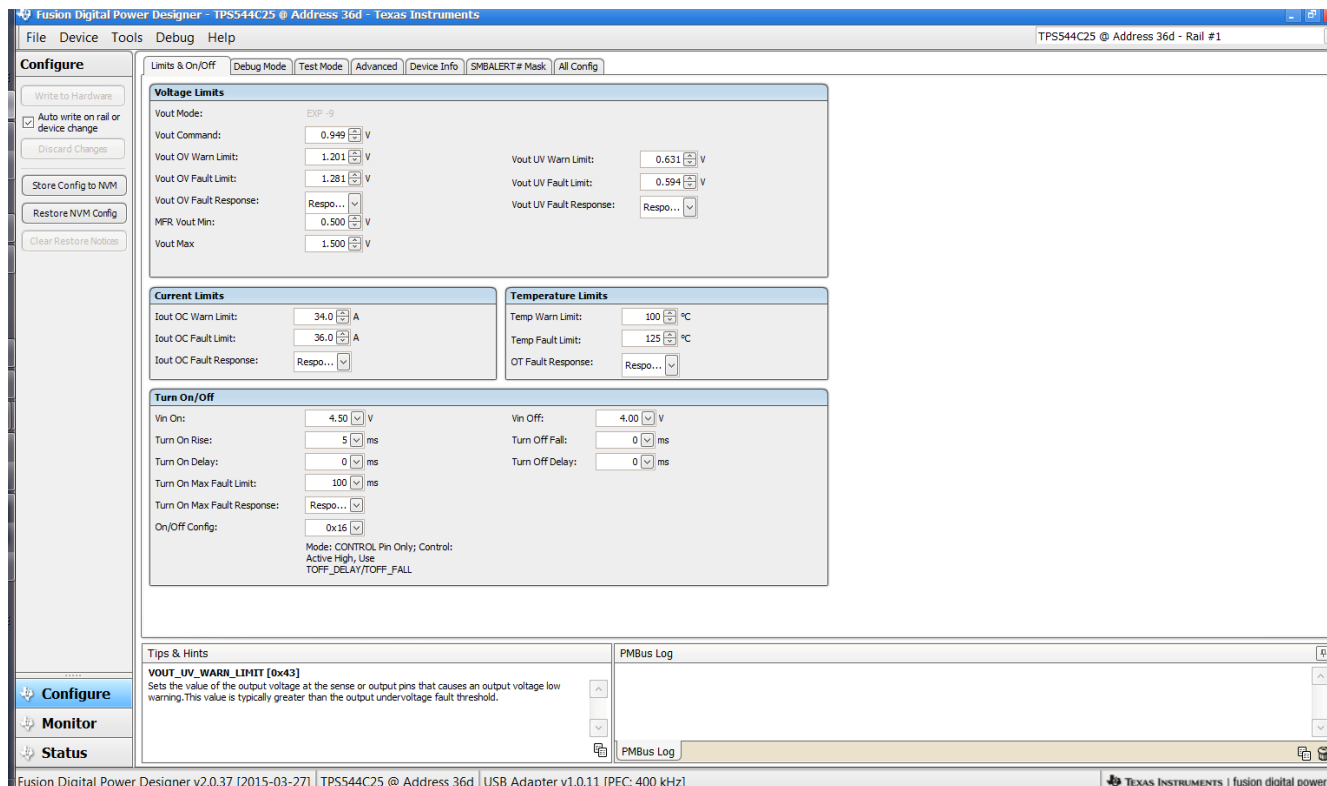 Fusion Digital Power Designer - TPS544C25 @ Address 36d - Texas Instruments
File Device Tools Debug Help
TPS544C25 @ Address 36d - Rail #1
Configure
Write to Hardware
Auto write on rail or
device change
Discard Changes
Store Config to NVM
Restore NVM Config
Clear Restore Notices
Limits & On/Off Debug Mode Test Mode Advanced Device Info SMBALERT# Mask All Config
Voltage Limits
Vout Mode: EXP -9
Vout Command: 0.949 V
Vout OV Warn Limit: 1.201 V Vout UV Warn Limit: 0.631 V
Vout OV Fault Limit: 1.281 V Vout UV Fault Limit: 0.594 V
Vout OV Fault Response: Respo... Vout UV Fault Response: Respo...
MFR Vout Min: 0.500 V
Vout Max 1.500 V
Current Limits
Iout OC Warn Limit: 34.0 A
Iout OC Fault Limit: 36.0 A
Iout OC Fault Response: Respo...
Temperature Limits
Temp Warn Limit: 100 ºC
Temp Fault Limit: 125 ºC
OT Fault Response: Respo...
Turn On/Off
Vin On: 4.50 V Vin Off: 4.00 V
Turn On Rise: 5 ms Turn Off Fall: 0 ms
Turn On Delay: 0 ms Turn Off Delay: 0 ms
Turn On Max Fault Limit: 100 ms
Turn On Max Fault Response: Respo...
On/Off Config: 0x16
Mode: CONTROL Pin Only; Control:
Active High, Use
TOFF_DELAY/TOFF_FALL
Tips & Hints
VOUT_UV_WARN_LIMIT [0x43]
Sets the value of the output voltage at the sense or output pins that causes an output voltage low
warning.This value is typically greater than the output undervoltage fault threshold.
PMBus Log
PMBus Log
Configure
Monitor
Status
Fusion Digital Power Designer v2.0.37 [2015-03-27] TPS544C25 @ Address 36d USB Adapter v1.0.11 [PEC; 400 kHz]
TEXAS INSTRUMENTS | fusion digital power